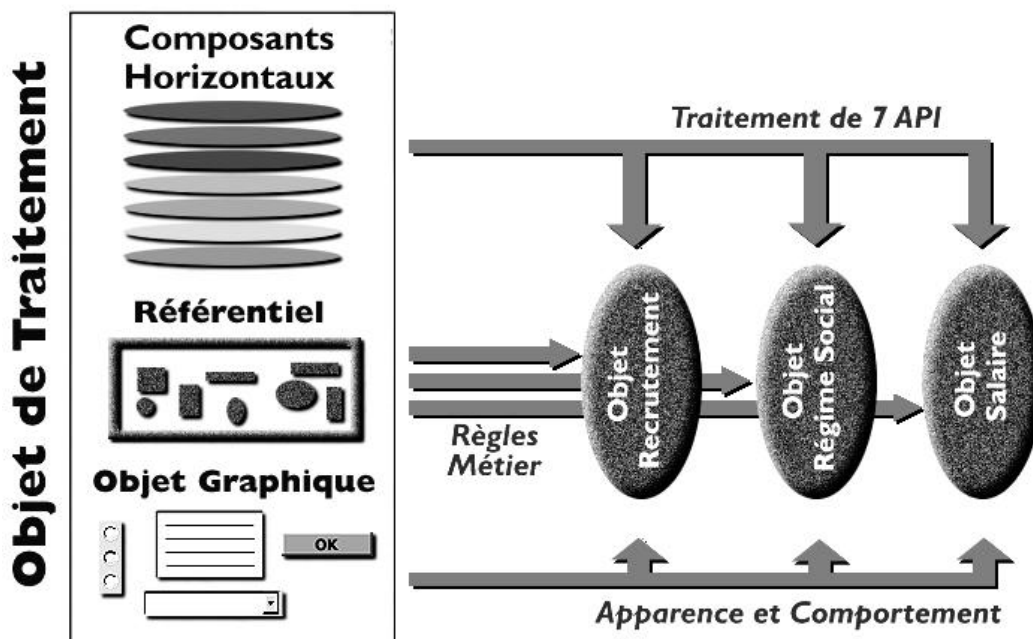 Objet de Traitement
Composants
Horizontaux
Référentiel
Objet Graphique
OK
Traitement de 7 API
Règles
Métier
Objet
Recrutement
Objet
Régime Social
Objet
Salaire
Apparence et Comportement